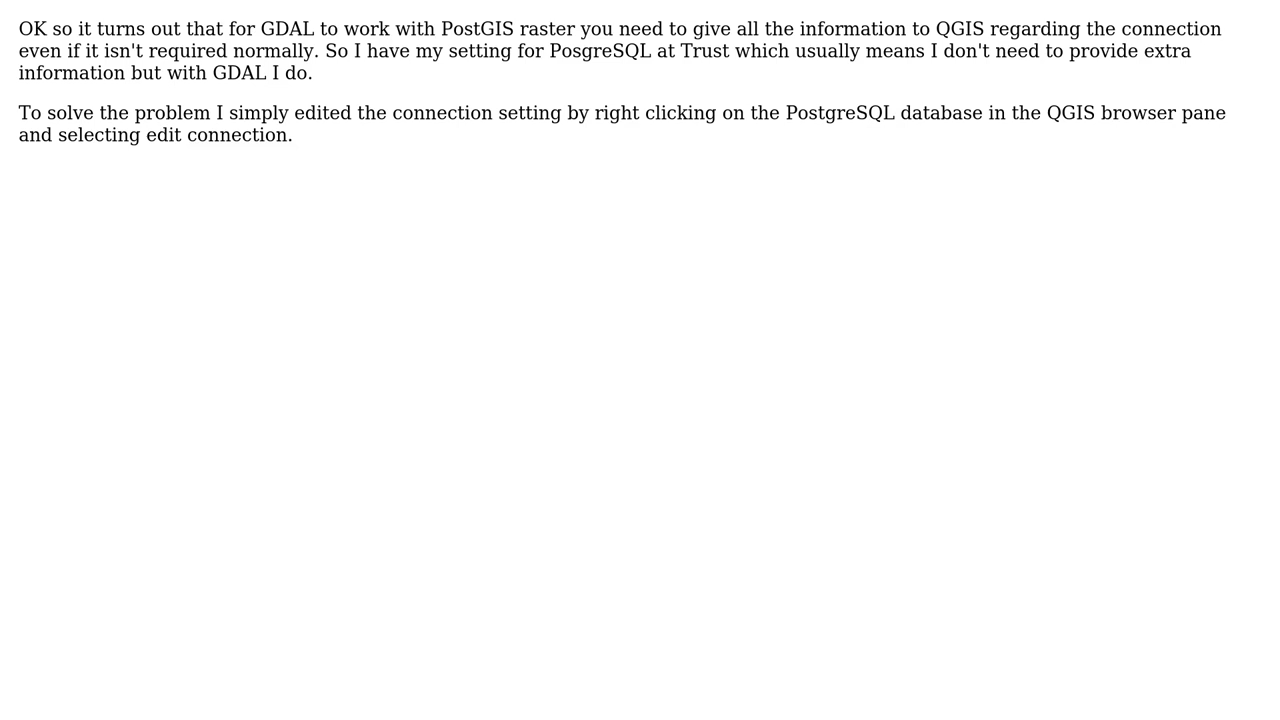 OK so it turns out that for GDAL to work with PostGIS raster you need to give all the information to QGIS regarding the connection
even if it isn't required normally. So I have my setting for PosgreSQL at Trust which usually means I don't need to provide extra
information but with GDAL I do.
To solve the problem I simply edited the connection setting by right clicking on the PostgreSQL database in the QGIS browser pane
and selecting edit connection.